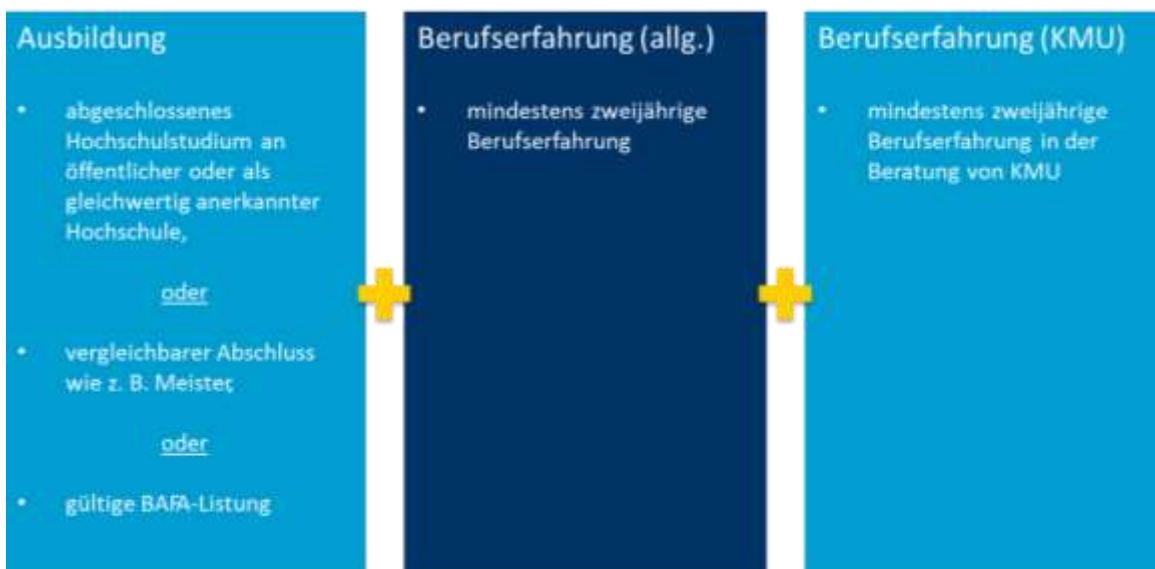 Ausbildung
• abgeschlossenes
Hochschulstudium an
öffentlicher oder als
gleichwertig anerkannter
Hochschule,
oder
• vergleichbarer Abschluss
wie z. B. Meister,
oder
• gültige BAFA-Listung
Berufserfahrung (allg.)
• mindestens zweijährige
Berufserfahrung
Berufserfahrung (KMU)
• mindestens zweijährige
Berufserfahrung in der
Beratung von KMU